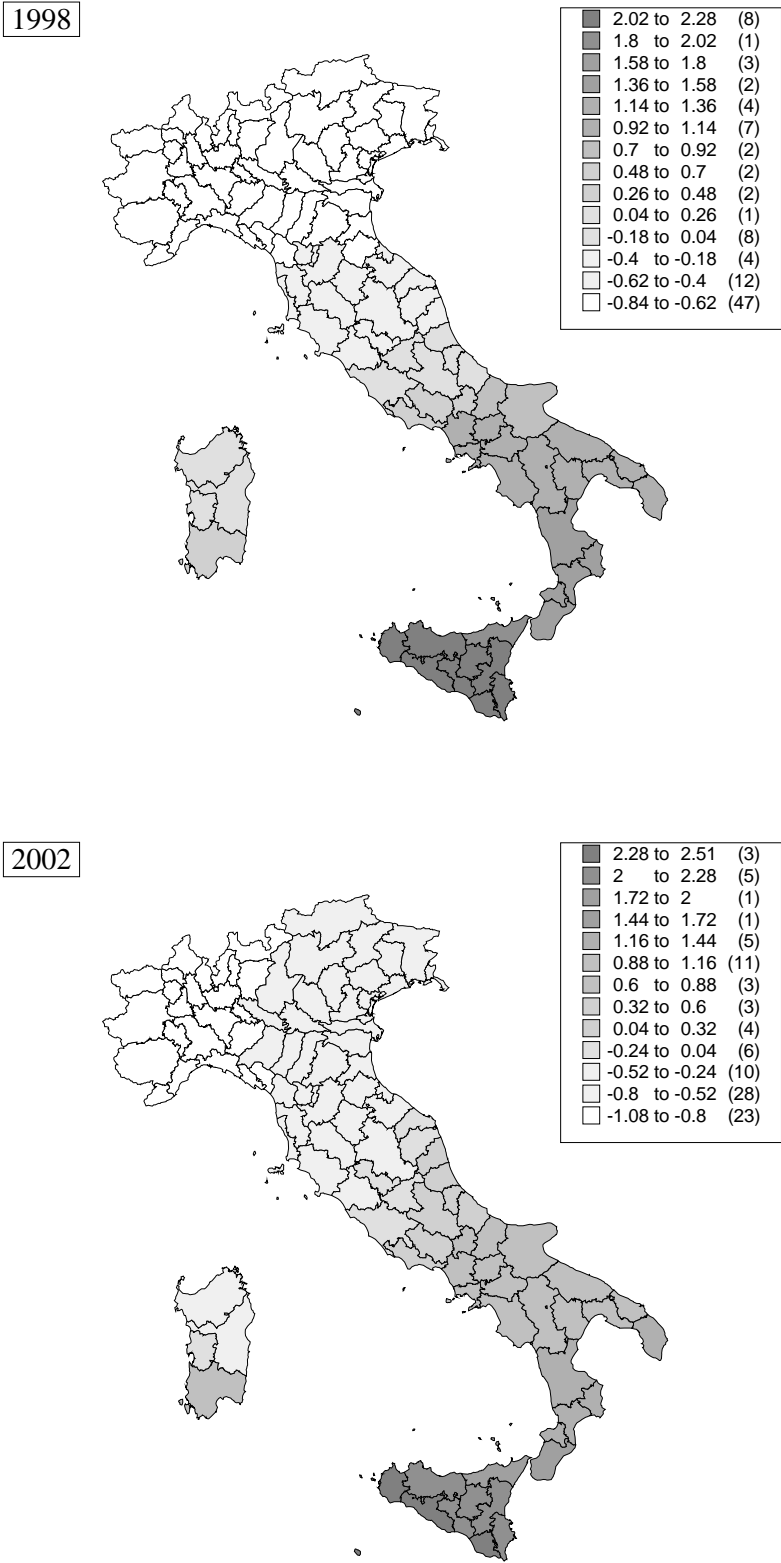 1998
2.02 to 2.28 (8)
1.8 to 2.02 (1)
1.58 to 1.8 (3)
1.36 to 1.58 (2)
1.14 to 1.36 (4)
0.92 to 1.14 (7)
0.7 to 0.92 (2)
0.48 to 0.7 (2)
0.26 to 0.48 (2)
0.04 to 0.26 (1)
-0.18 to 0.04 (8)
-0.4 to -0.18 (4)
-0.62 to -0.4 (12)
-0.84 to -0.62 (47)
2002
2.28 to 2.51 (3)
2 to 2.28 (5)
1.72 to 2 (1)
1.44 to 1.72 (1)
1.16 to 1.44 (5)
0.88 to 1.16 (11)
0.6 to 0.88 (3)
0.32 to 0.6 (3)
0.04 to 0.32 (4)
-0.24 to 0.04 (6)
-0.52 to -0.24 (10)
-0.8 to -0.52 (28)
-1.08 to -0.8 (23)